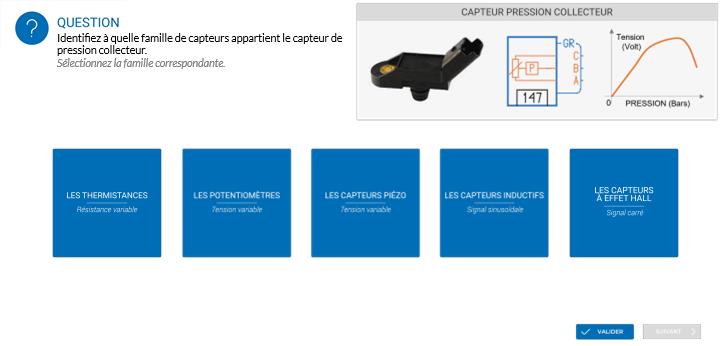 QUESTION
Identifiez à quelle famille de capteurs appartient le capteur de
pression collecteur.
Sélectionnez la famille correspondante.
CAPTEUR PRESSION COLLECTEUR
GR
C
B
A
P
147
Tension
(Volt)
0
PRESSION (Bars)
LES THERMISTANCES
Résistance variable
LES POTENTIOMÈTRES
Tension variable
LES CAPTEURS PIÉZO
Tension variable
LES CAPTEURS INDUCTIFS
Signal sinusoïdale
LES CAPTEURS
À EFFET HALL
Signal carré
VALIDER
SUIVANT